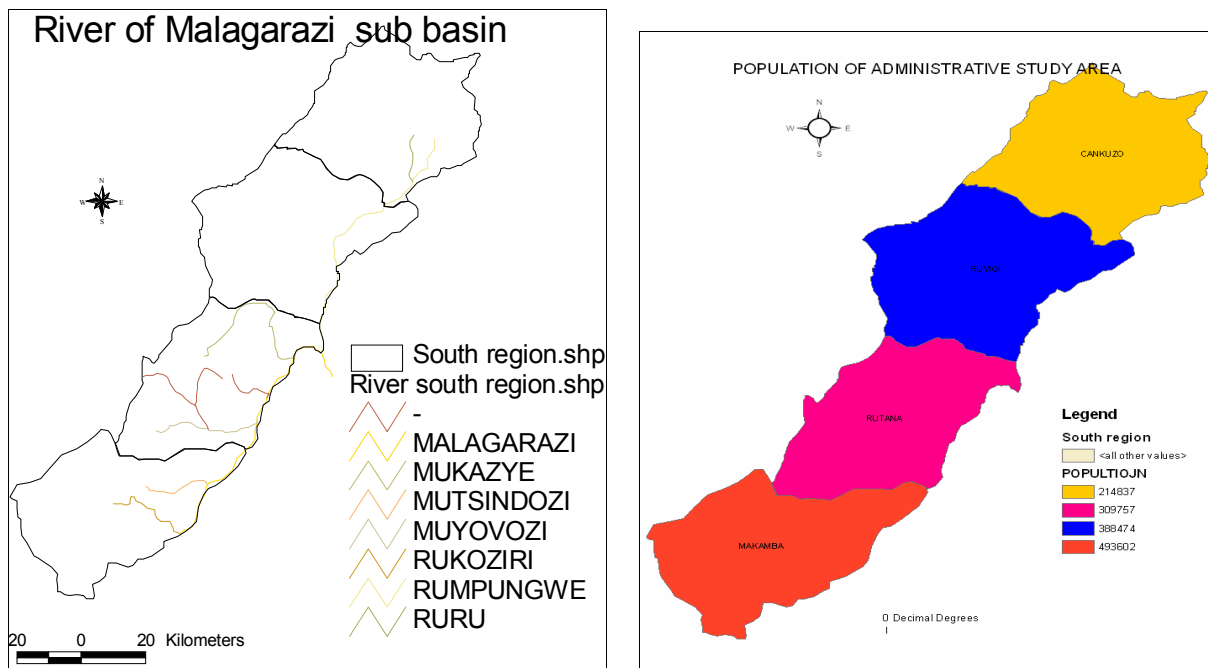 River of Malagarazi sub basin
N
W E
S
South region.shp
River south region.shp
-
MALAGARAZI
MUKAZYE
MUTSINDOZI
MUYOVOZI
RUKOZIRI
RUMPUNGWE
RURU
20 0 20 Kilometers
POPULATION OF ADMINISTRATIVE STUDY AREA
N
W E
S
CANKUZO
RUTANA
MAKAMBA
Legend
South region
<all other values>
POPULTIOJN
214837
309757
388474
493602
0 Decimal Degrees